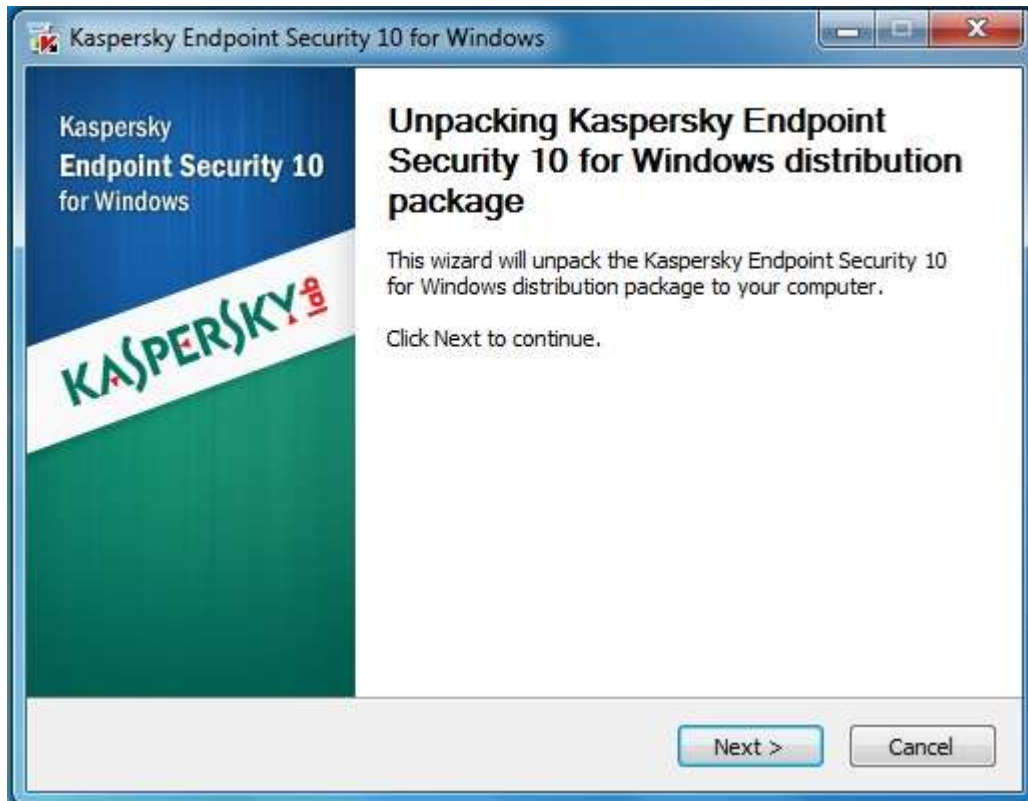 Kaspersky Endpoint Security 10 for Windows
Kaspersky
Endpoint Security 10
for Windows
KASPERSKY lab
Unpacking Kaspersky Endpoint
Security 10 for Windows distribution
package
This wizard will unpack the Kaspersky Endpoint Security 10
for Windows distribution package to your computer.
Click Next to continue.
Next >
Cancel